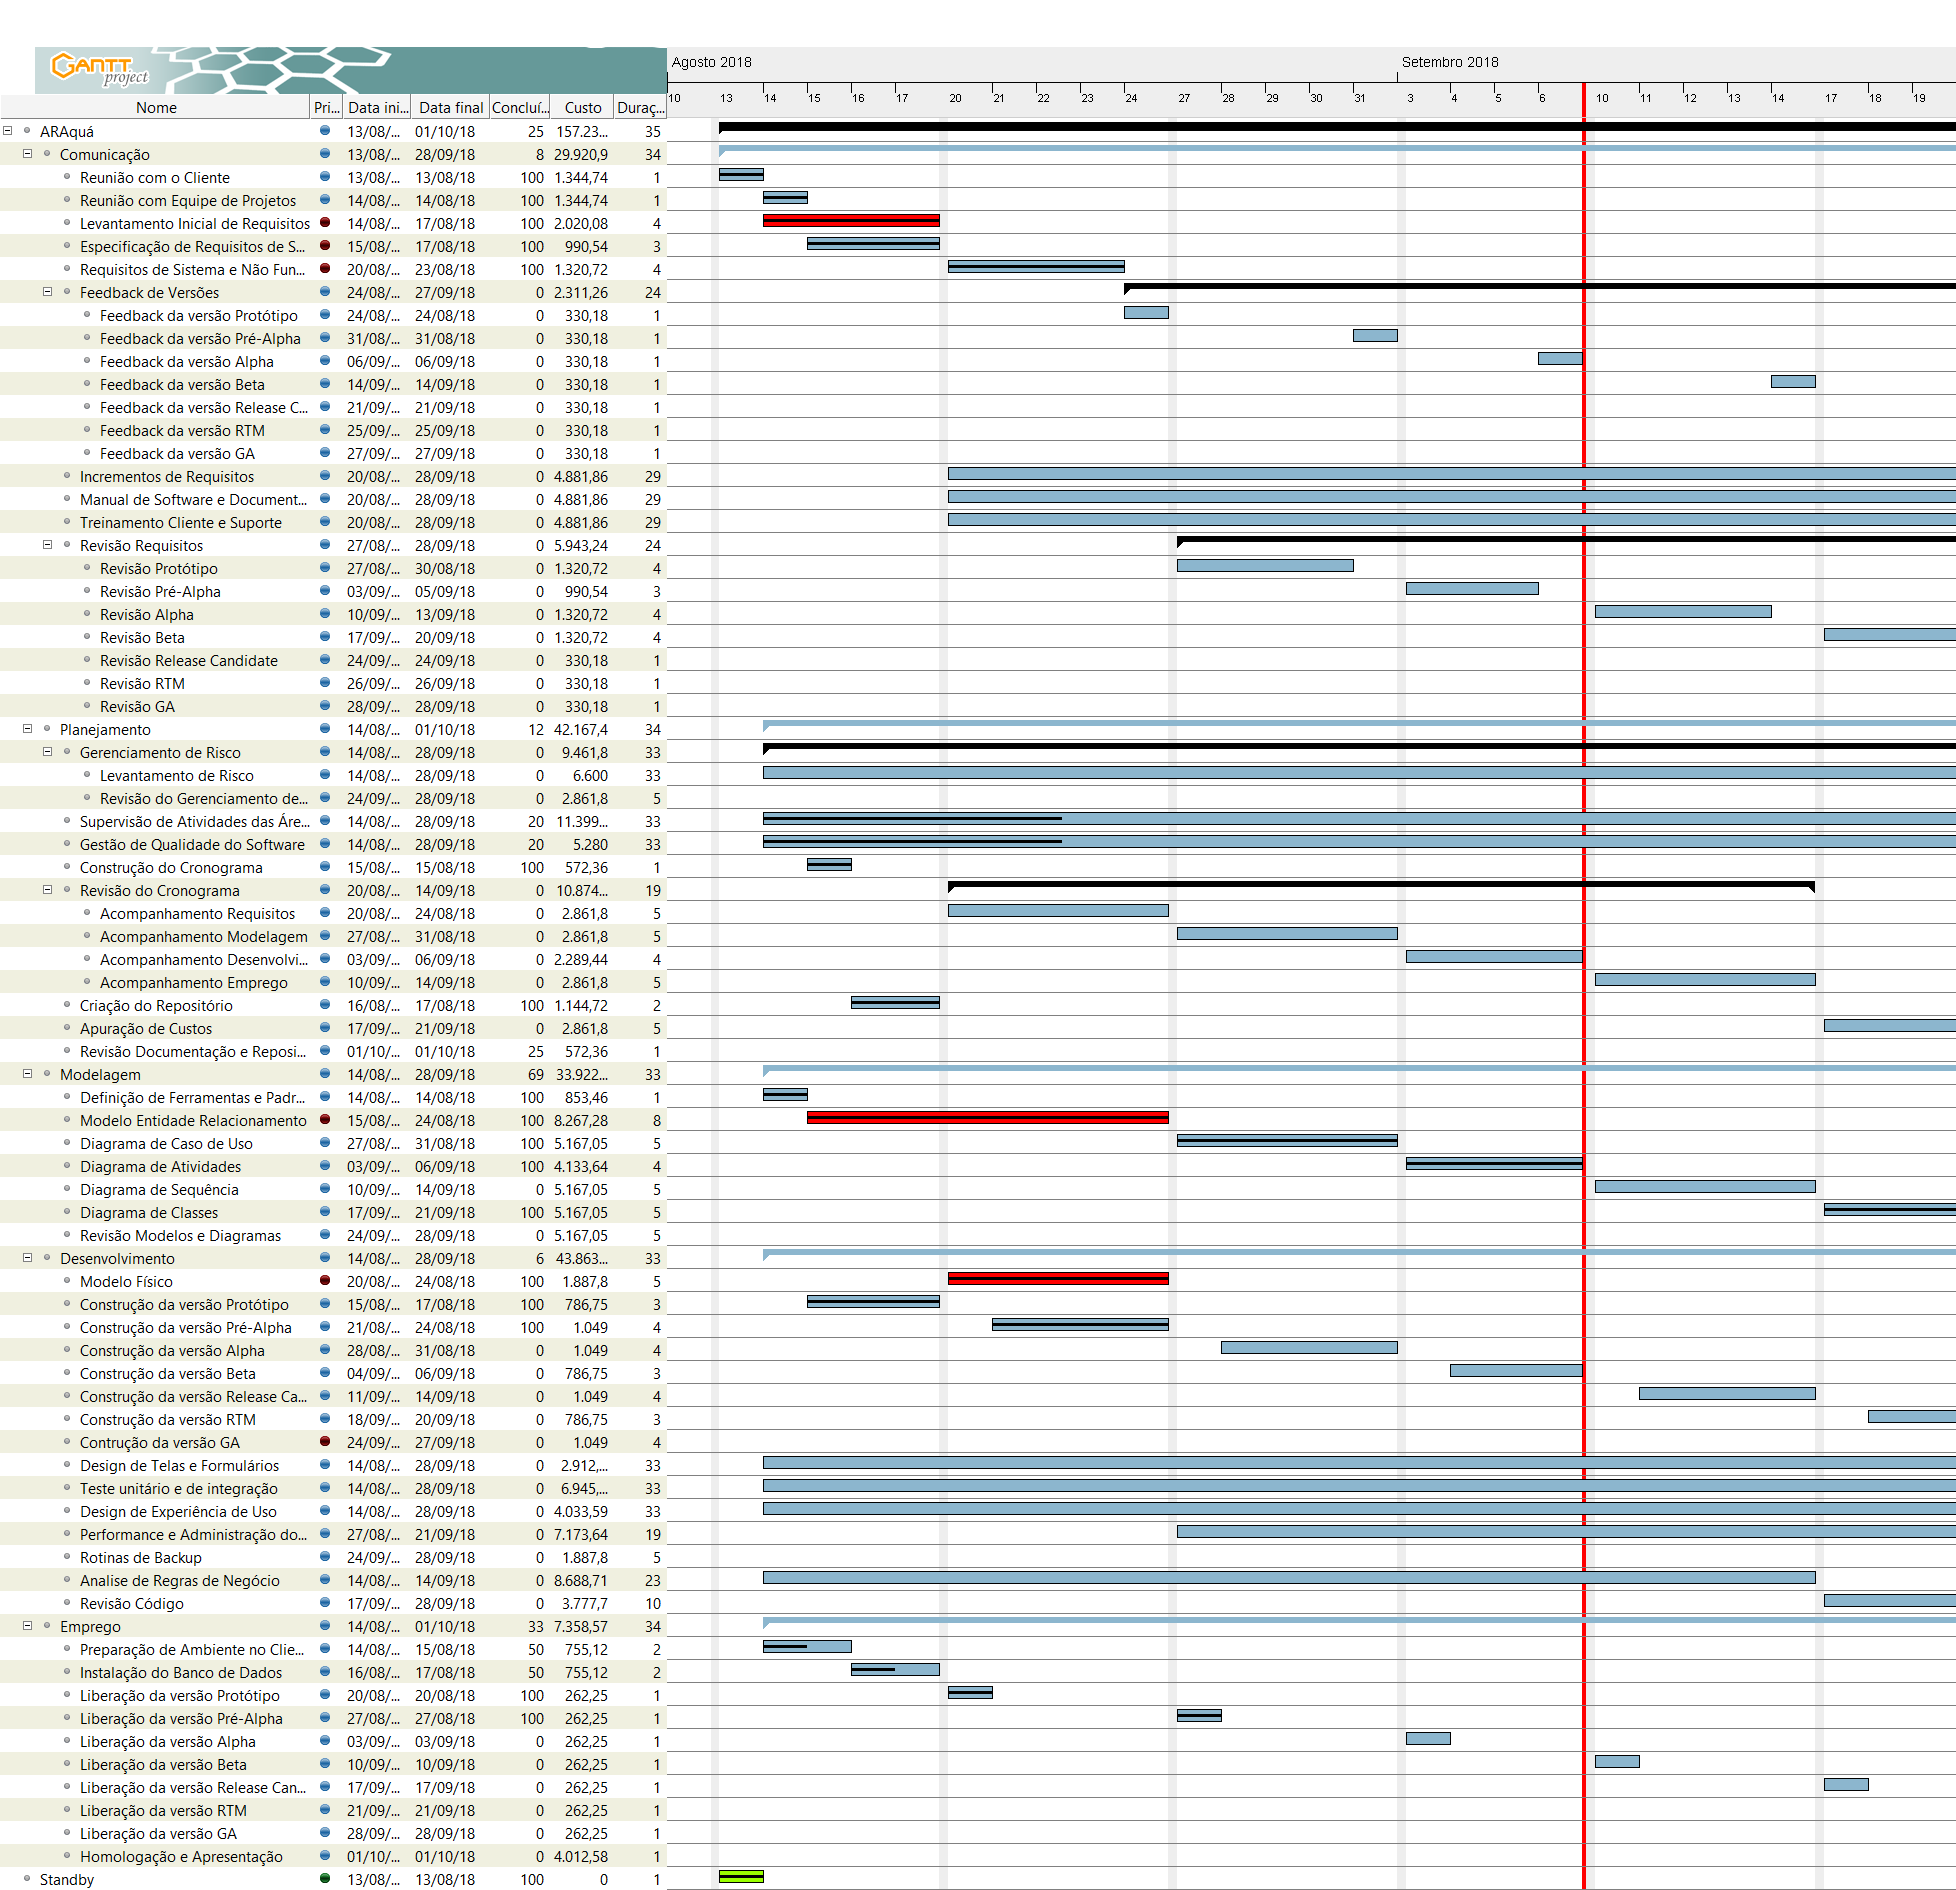 GANTT project
Agosto 2018 Setembro 2018
Nome Pri... Data ini... Data final Concluí... Custo Duraç... 10 13 14 15 16 17 20 21 22 23 24 27 28 29 30 31 3 4 5 6 10 11 12 13 14 17 18 19
ARAquá 13/08/... 01/10/18 25 157.23... 35
Comunicação 13/08/... 28/09/18 8 29.920,9 34
Reunião com o Cliente 13/08/... 13/08/18 100 1.344,74 1
Reunião com Equipe de Projetos 14/08/... 14/08/18 100 1.344,74 1
Levantamento Inicial de Requisitos 14/08/... 17/08/18 100 2.020,08 4
Especificação de Requisitos de S... 15/08/... 17/08/18 100 990,54 3
Requisitos de Sistema e Não Fun... 20/08/... 23/08/18 100 1.320,72 4
Feedback de Versões 24/08/... 27/09/18 0 2.311,26 24
Feedback da versão Protótipo 24/08/... 24/08/18 0 330,18 1
Feedback da versão Pré-Alpha 31/08/... 31/08/18 0 330,18 1
Feedback da versão Alpha 06/09/... 06/09/18 0 330,18 1
Feedback da versão Beta 14/09/... 14/09/18 0 330,18 1
Feedback da versão Release C... 21/09/... 21/09/18 0 330,18 1
Feedback da versão RTM 25/09/... 25/09/18 0 330,18 1
Feedback da versão GA 27/09/... 27/09/18 0 330,18 1
Incrementos de Requisitos 20/08/... 28/09/18 0 4.881,86 29
Manual de Software e Document... 20/08/... 28/09/18 0 4.881,86 29
Treinamento Cliente e Suporte 20/08/... 28/09/18 0 4.881,86 29
Revisão Requisitos 27/08/... 28/09/18 0 5.943,24 24
Revisão Protótipo 27/08/... 30/08/18 0 1.320,72 4
Revisão Pré-Alpha 03/09/... 05/09/18 0 990,54 3
Revisão Alpha 10/09/... 13/09/18 0 1.320,72 4
Revisão Beta 17/09/... 20/09/18 0 1.320,72 4
Revisão Release Candidate 24/09/... 24/09/18 0 330,18 1
Revisão RTM 26/09/... 26/09/18 0 330,18 1
Revisão GA 28/09/... 28/09/18 0 330,18 1
Planejamento 14/08/... 01/10/18 12 42.167,4 34
Gerenciamento de Risco 14/08/... 28/09/18 0 9.461,8 33
Levantamento de Risco 14/08/... 28/09/18 0 6.600 33
Revisão do Gerenciamento de... 24/09/... 28/09/18 0 2.861,8 5
Supervisão de Atividades das Áre... 14/08/... 28/09/18 20 11.399... 33
Gestão de Qualidade do Software 14/08/... 28/09/18 20 5.280 33
Construção do Cronograma 15/08/... 15/08/18 100 572,36 1
Revisão do Cronograma 20/08/... 14/09/18 0 10.874... 19
Acompanhamento Requisitos 20/08/... 24/08/18 0 2.861,8 5
Acompanhamento Modelagem 27/08/... 31/08/18 0 2.861,8 5
Acompanhamento Desenvolvi... 03/09/... 06/09/18 0 2.289,44 4
Acompanhamento Emprego 10/09/... 14/09/18 0 2.861,8 5
Criação do Repositório 16/08/... 17/08/18 100 1.144,72 2
Apuração de Custos 17/09/... 21/09/18 0 2.861,8 5
Revisão Documentação e Reposi... 01/10/... 01/10/18 25 572,36 1
Modelagem 14/08/... 28/09/18 69 33.922... 33
Definição de Ferramentas e Padr... 14/08/... 14/08/18 100 853,46 1
Modelo Entidade Relacionamento 15/08/... 24/08/18 100 8.267,28 8
Diagrama de Caso de Uso 27/08/... 31/08/18 100 5.167,05 5
Diagrama de Atividades 03/09/... 06/09/18 100 4.133,64 4
Diagrama de Sequência 10/09/... 14/09/18 0 5.167,05 5
Diagrama de Classes 17/09/... 21/09/18 100 5.167,05 5
Revisão Modelos e Diagramas 24/09/... 28/09/18 0 5.167,05 5
Desenvolvimento 14/08/... 28/09/18 6 43.863... 33
Modelo Físico 20/08/... 24/08/18 100 1.887,8 5
Construção da versão Protótipo 15/08/... 17/08/18 100 786,75 3
Construção da versão Pré-Alpha 21/08/... 24/08/18 100 1.049 4
Construção da versão Alpha 28/08/... 31/08/18 0 1.049 4
Construção da versão Beta 04/09/... 06/09/18 0 786,75 3
Construção da versão Release Ca... 11/09/... 14/09/18 0 1.049 4
Construção da versão RTM 18/09/... 20/09/18 0 786,75 3
Contrução da versão GA 24/09/... 27/09/18 0 1.049 4
Design de Telas e Formulários 14/08/... 28/09/18 0 2.912,... 33
Teste unitário e de integração 14/08/... 28/09/18 0 6.945,... 33
Design de Experiência de Uso 14/08/... 28/09/18 0 4.033,59 33
Performance e Administração do... 27/08/... 21/09/18 0 7.173,64 19
Rotinas de Backup 24/09/... 28/09/18 0 1.887,8 5
Analise de Regras de Negócio 14/08/... 14/09/18 0 8.688,71 23
Revisão Código 17/09/... 28/09/18 0 3.777,7 10
Emprego 14/08/... 01/10/18 33 7.358,57 34
Preparação de Ambiente no Clie... 14/08/... 15/08/18 50 755,12 2
Instalação do Banco de Dados 16/08/... 17/08/18 50 755,12 2
Liberação da versão Protótipo 20/08/... 20/08/18 100 262,25 1
Liberação da versão Pré-Alpha 27/08/... 27/08/18 100 262,25 1
Liberação da versão Alpha 03/09/... 03/09/18 0 262,25 1
Liberação da versão Beta 10/09/... 10/09/18 0 262,25 1
Liberação da versão Release Can... 17/09/... 17/09/18 0 262,25 1
Liberação da versão RTM 21/09/... 21/09/18 0 262,25 1
Liberação da versão GA 28/09/... 28/09/18 0 262,25 1
Homologação e Apresentação 01/10/... 01/10/18 0 4.012,58 1
Standby 13/08/... 13/08/18 100 0 1